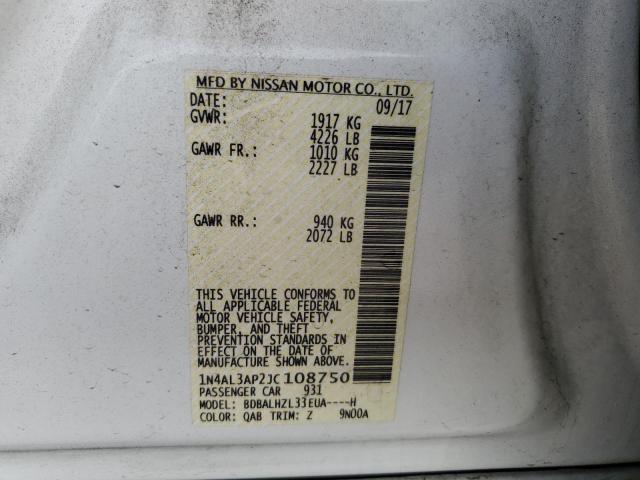 MFD BY NISSAN MOTOR CO., LTD.
DATE: 09/17
GVWR: 1917 KG
4226 LB
GAWR FR.: 1010 KG
2227 LB
GAWR RR.: 940 KG
2072 LB
THIS VEHICLE CONFORMS TO
ALL APPLICABLE FEDERAL
MOTOR VEHICLE SAFETY,
BUMPER, AND THEFT
PREVENTION STANDARDS IN
EFFECT ON THE DATE OF
MANUFACTURE SHOWN ABOVE.
1N4AL3AP2JC108750
PASSENGER CAR 931
MODEL: BDBALHZL33EUA----H
COLOR: QAB TRIM: Z 9N00A